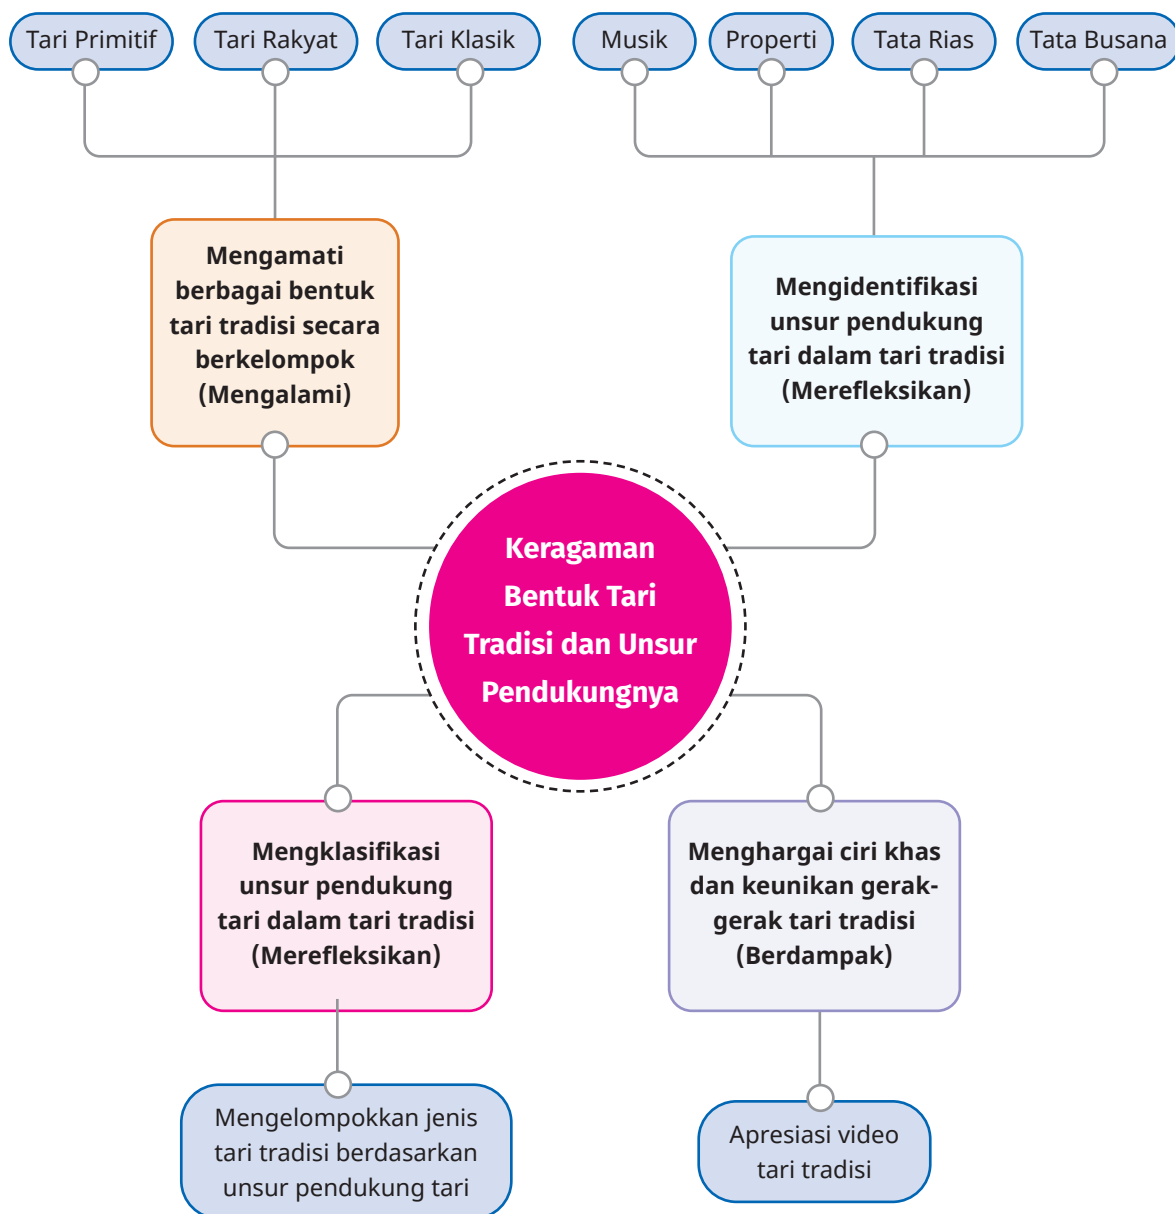 Tari Primitif
Tari Rakyat
Tari Klasik
Musik
Properti
Tata Rias
Tata Busana
Mengamati
berbagai bentuk
tari tradisi secara
berkelompok
(Mengalami)
Mengidentifikasi
unsur pendukung
tari dalam tari tradisi
(Merefleksikan)
Keragaman
Bentuk Tari
Tradisi dan Unsur
Pendukungnya
Mengklasifikasi
unsur pendukung
tari dalam tari tradisi
(Merefleksikan)
Menghargai ciri khas
dan keunikan gerak-
gerak tari tradisi
(Berdampak)
Mengelompokkan jenis
tari tradisi berdasarkan
unsur pendukung tari
Apresiasi video
tari tradisi